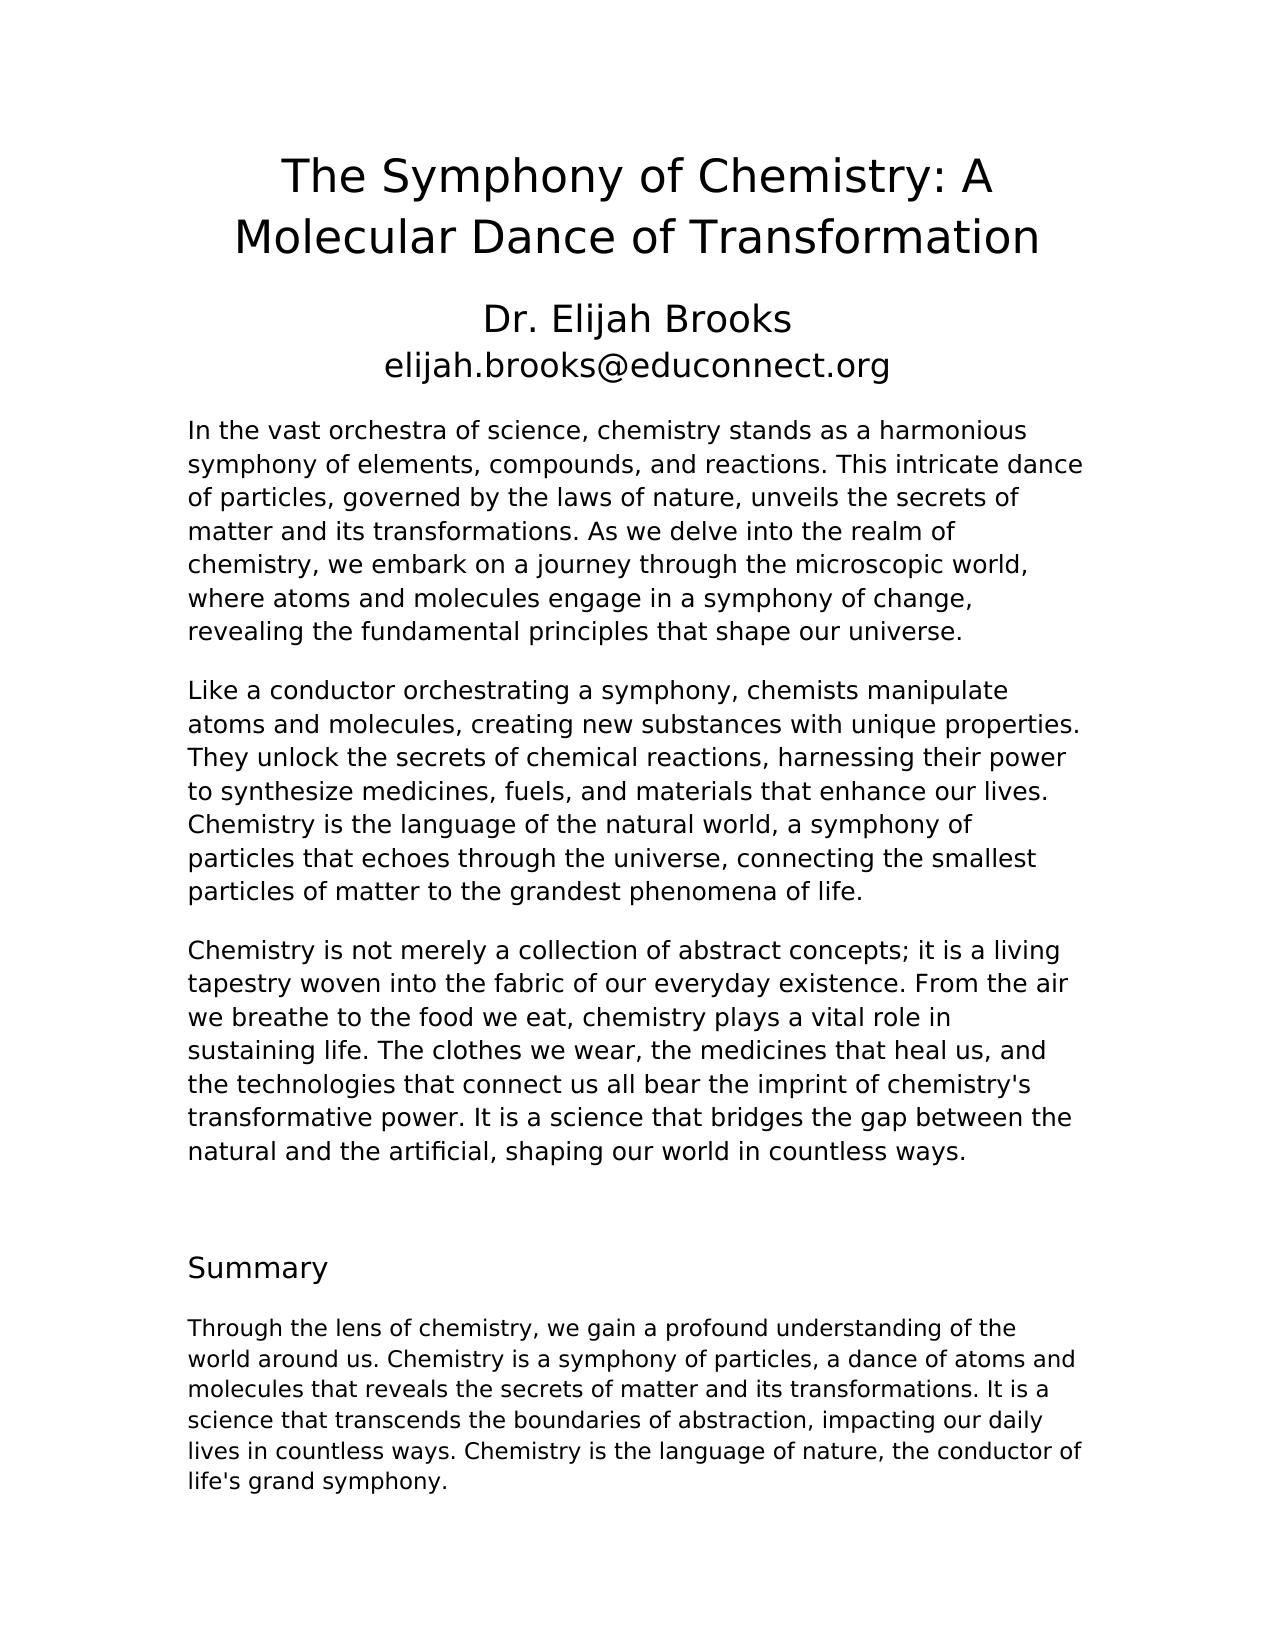 The Symphony of Chemistry: A
Molecular Dance of Transformation
Dr. Elijah Brooks
elijah.brooks@educonnect.org
In the vast orchestra of science, chemistry stands as a harmonious
symphony of elements, compounds, and reactions. This intricate dance
of particles, governed by the laws of nature, unveils the secrets of
matter and its transformations. As we delve into the realm of
chemistry, we embark on a journey through the microscopic world,
where atoms and molecules engage in a symphony of change,
revealing the fundamental principles that shape our universe.
Like a conductor orchestrating a symphony, chemists manipulate
atoms and molecules, creating new substances with unique properties.
They unlock the secrets of chemical reactions, harnessing their power
to synthesize medicines, fuels, and materials that enhance our lives.
Chemistry is the language of the natural world, a symphony of
particles that echoes through the universe, connecting the smallest
particles of matter to the grandest phenomena of life.
Chemistry is not merely a collection of abstract concepts; it is a living
tapestry woven into the fabric of our everyday existence. From the air
we breathe to the food we eat, chemistry plays a vital role in
sustaining life. The clothes we wear, the medicines that heal us, and
the technologies that connect us all bear the imprint of chemistry's
transformative power. It is a science that bridges the gap between the
natural and the artificial, shaping our world in countless ways.
Summary
Through the lens of chemistry, we gain a profound understanding of the
world around us. Chemistry is a symphony of particles, a dance of atoms and
molecules that reveals the secrets of matter and its transformations. It is a
science that transcends the boundaries of abstraction, impacting our daily
lives in countless ways. Chemistry is the language of nature, the conductor of
life's grand symphony.